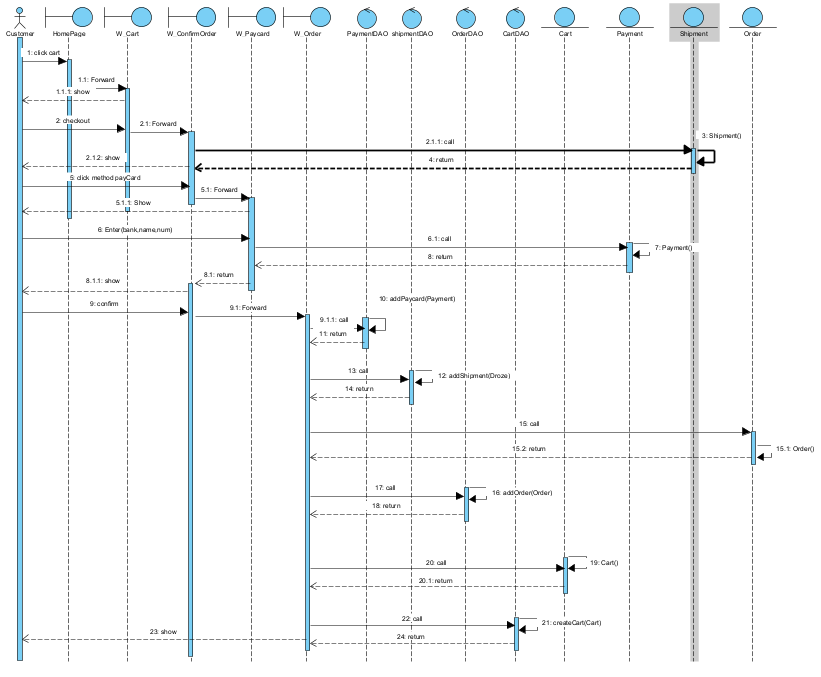 Customer
HomePage
W_Cart
W_ConfirmOrder
W_Paycard
W_Order
PaymentDAO
shipmentDAO
OrderDAO
CartDAO
Cart
Payment
Shipment
Order
1: click cart
1.1: Forward
1.1.1: show
2: checkout
2.1: Forward
3: Shipment()
2.1.1: call
2.1.2: show
4: return
5: click method payCard
5.1: Forward
5.1.1: Show
6: Enter(bank,name,num)
6.1: call
7: Payment()
8: return
8.1: return
8.1.1: show
9: confirm
9.1: Forward
10: addPaycard(Payment)
9.1.1: call
11: return
13: call
12: addShipment(Droze)
14: return
15: call
15.1: Order()
15.2: return
17: call
16: addOrder(Order)
18: return
20: call
19: Cart()
20.1: return
22: call
21: createCart(Cart)
23: show
24: return